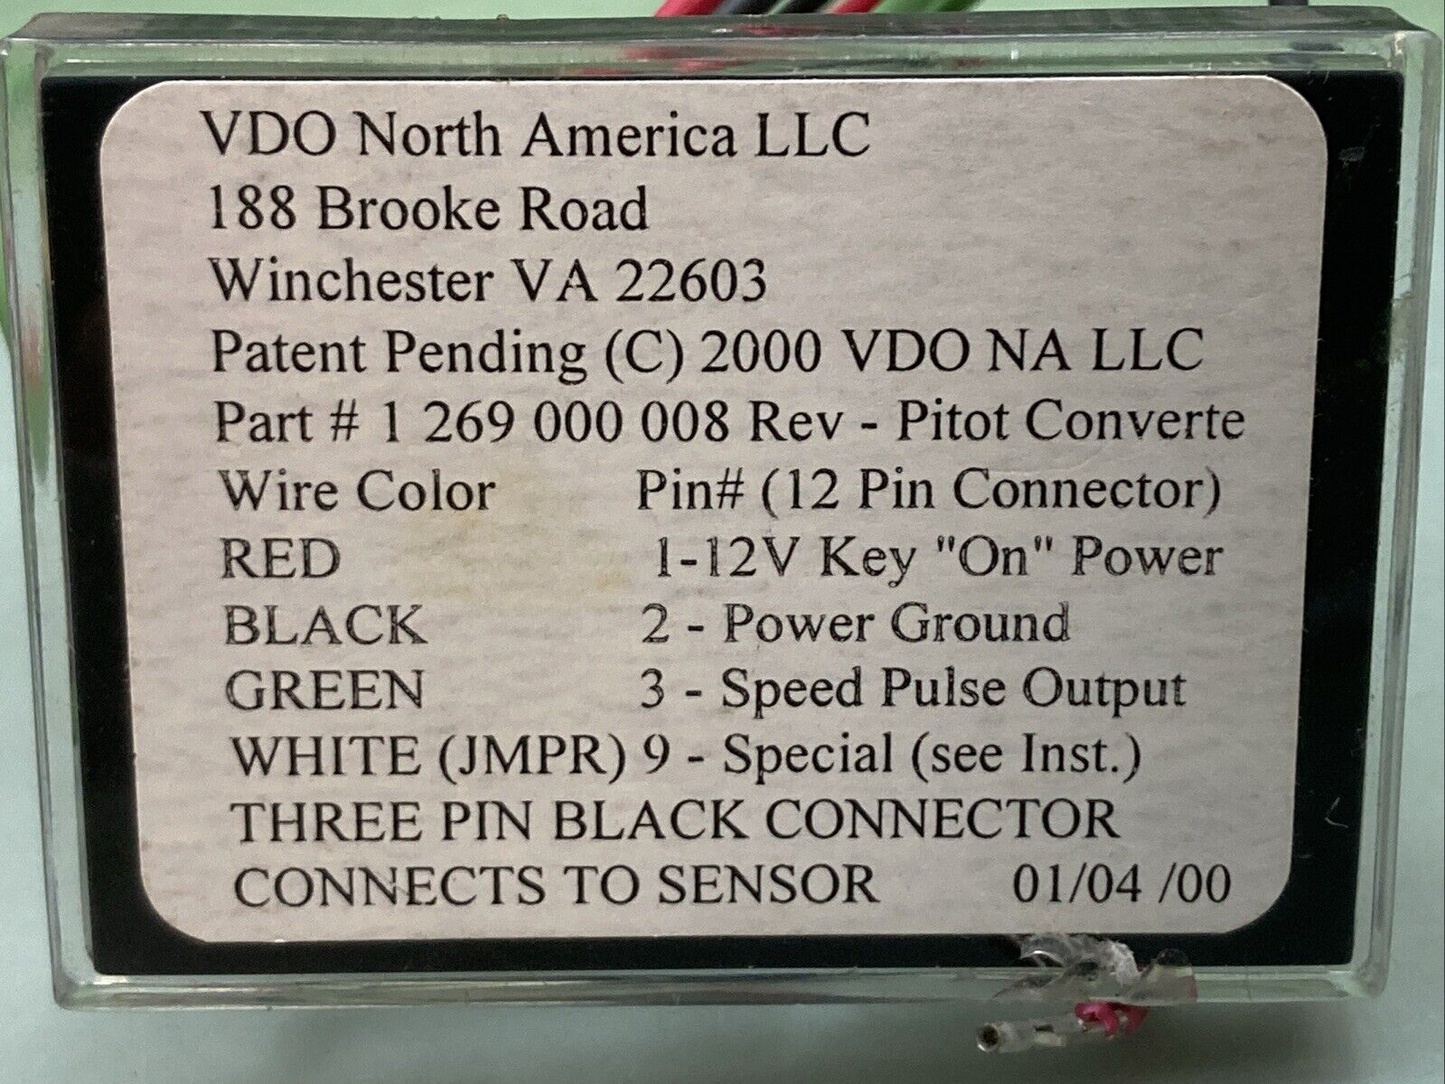 VDO North America LLC
188 Brooke Road
Winchester VA 22603
Patent Pending (C) 2000 VDO NA LLC
Part # 1 269 000 008 Rev - Pitot Converte
Wire Color Pin# (12 Pin Connector)
RED 1-12V Key "On" Power
BLACK 2 - Power Ground
GREEN 3 - Speed Pulse Output
WHITE (JMPR) 9 - Special (see Inst.)
THREE PIN BLACK CONNECTOR
CONNECTS TO SENSOR 01/04 /00